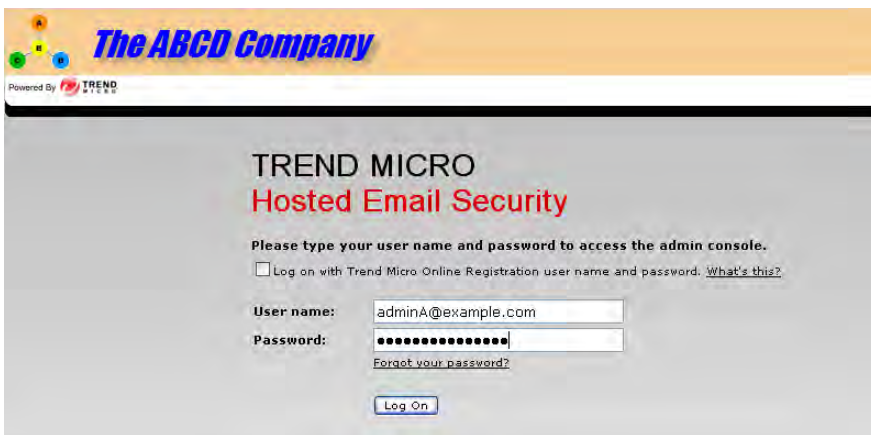 A
B
C
D
The ABCD Company
Powered By TREND MICRO
TREND MICRO
Hosted Email Security
Please type your user name and password to access the admin console.
Log on with Trend Micro Online Registration user name and password. What's this?
User name: adminA@example.com
Password: ●●●●●●●●●●●●●●●
Forgot your password?
Log On